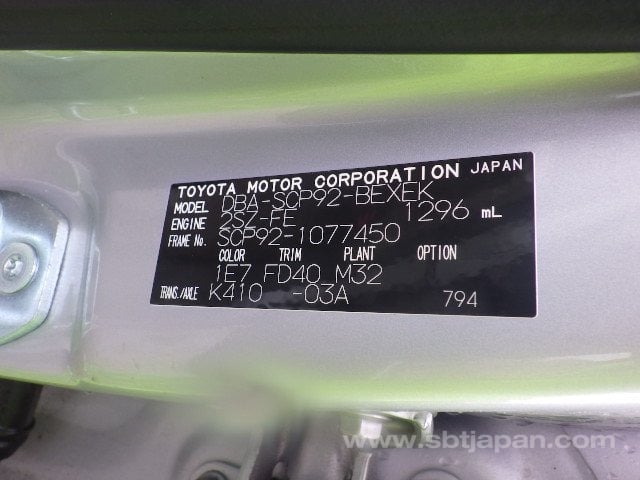 TOYOTA MOTOR CORPORATION JAPAN
MODEL DBA-SCP92-BEXEK
ENGINE 2SZ-FE 1296 mL
FRAME No. SCP92-1077450
COLOR TRIM PLANT OPTION
1E7 FD40 M32
TRANS./AXLE K410 -03A 794
www.sbtjapan.com